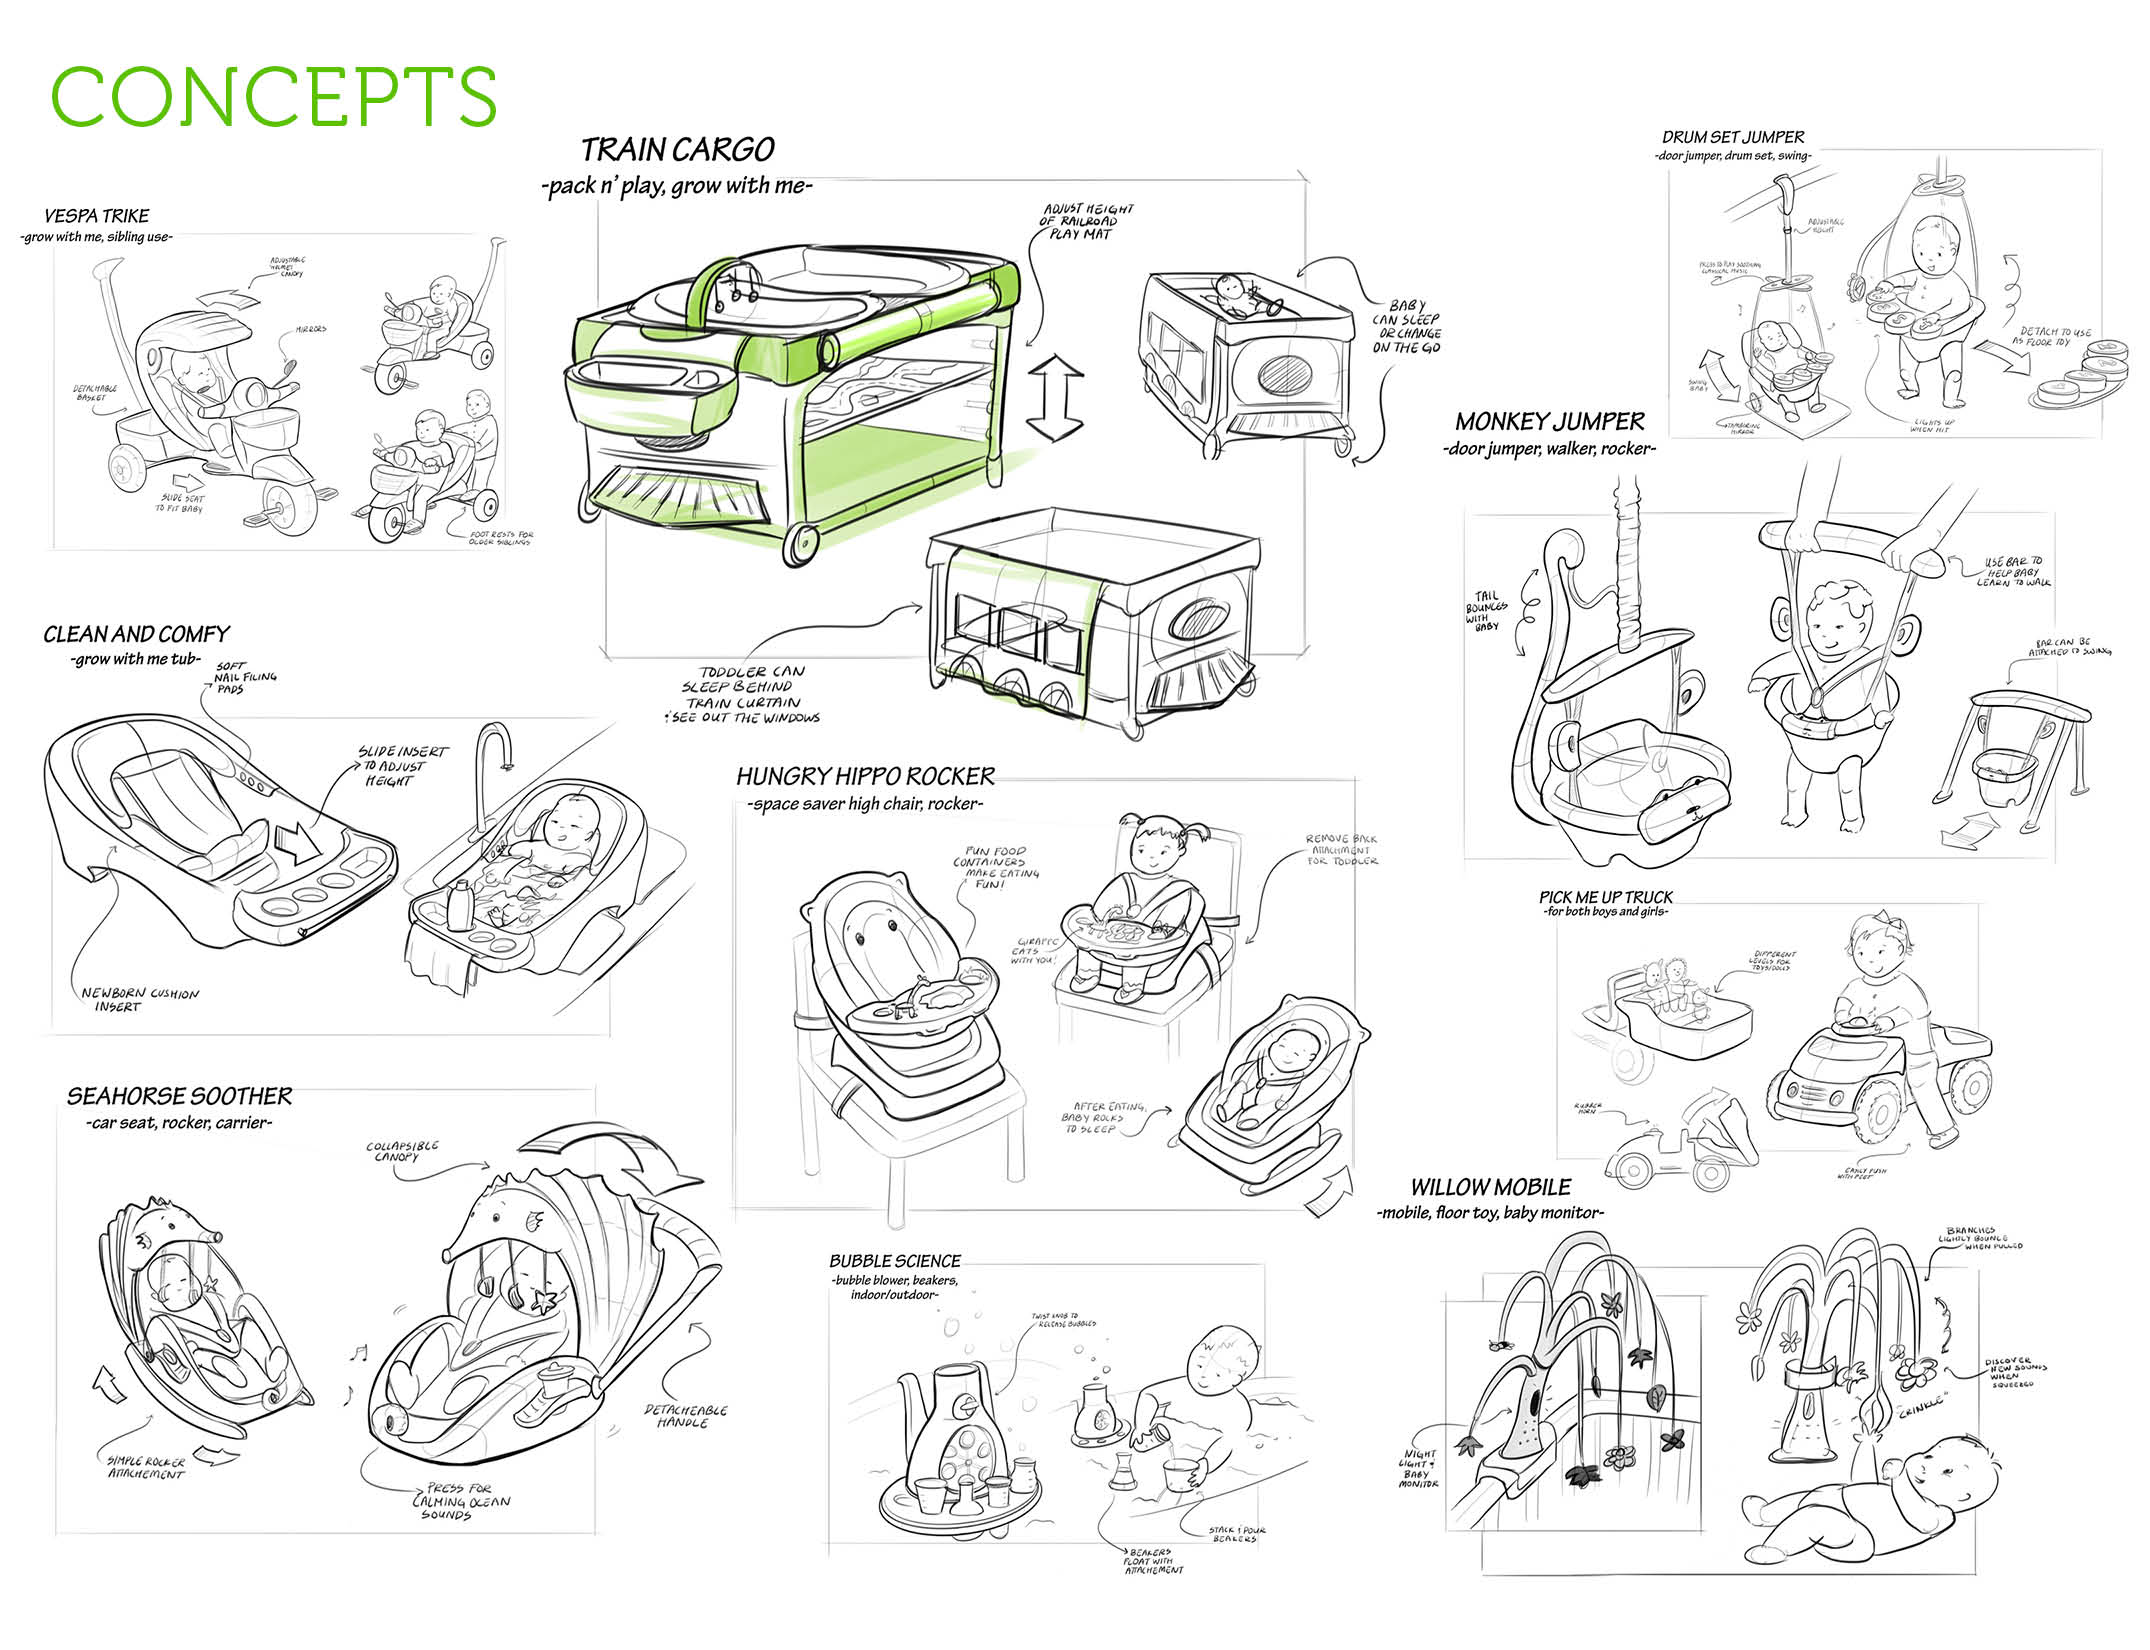 CONCEPTS
VESPA TRIKE
-grow with me, sibling use-
ADJUSTABLE
HELMET
CANOPY
MIRRORS
DETACHABLE
BASKET
SLIDE SEAT
TO FIT BABY
FOOT RESTS FOR
OLDER SIBLINGS
TRAIN CARGO
-pack n' play, grow with me-
ADJUST HEIGHT
OF RAILROAD
PLAY MAT
BABY
CAN SLEEP
OR CHANGE
ON THE GO
TODDLER CAN
SLEEP BEHIND
TRAIN CURTAIN
& SEE OUT THE WINDOWS
DRUM SET JUMPER
-door jumper, drum set, swing-
ADJUSTABLE
HEIGHT
PRESS TO PLAY SOOTHING
CLASSICAL MUSIC
SWING
BABY
TAMBORINE
MIRROR
LIGHTS UP
WHEN HIT
DETACH TO USE
AS FLOOR TOY
MONKEY JUMPER
-door jumper, walker, rocker-
TAIL
BOUNCES
WITH
BABY
USE BAR TO
HELP BABY
LEARN TO WALK
BAR CAN BE
ATTACHED TO SWING
CLEAN AND COMFY
-grow with me tub-
SOFT
NAIL FILING
PADS
SLIDE INSERT
TO ADJUST
HEIGHT
NEWBORN CUSHION
INSERT
HUNGRY HIPPO ROCKER
-space saver high chair, rocker-
FUN FOOD
CONTAINERS
MAKE EATING
FUN!
GIRAFFE
EATS
WITH YOU!
REMOVE BACK
ATTACHMENT
FOR TODDLER
AFTER EATING,
BABY ROCKS
TO SLEEP
PICK ME UP TRUCK
-for both boys and girls-
DIFFERENT
LEVELS FOR
TOYS/DOLLS
RUBBER
HORN
EASILY PUSH
WITH FEET
SEAHORSE SOOTHER
-car seat, rocker, carrier-
COLLAPSIBLE
CANOPY
SIMPLE ROCKER
ATTACHEMENT
DETACHEABLE
HANDLE
PRESS FOR
CALMING OCEAN
SOUNDS
BUBBLE SCIENCE
-bubble blower, beakers,
indoor/outdoor-
TWIST KNOB TO
RELEASE BUBBLES
STACK & POUR
BEAKERS
BEAKERS
FLOAT WITH
ATTACHEMENT
WILLOW MOBILE
-mobile, floor toy, baby monitor-
BRANCHES
LIGHTLY BOUNCE
WHEN PULLED
DISCOVER
NEW SOUNDS
WHEN
SQUEEZED
"CRINKLE"
NIGHT
LIGHT &
BABY
MONITOR